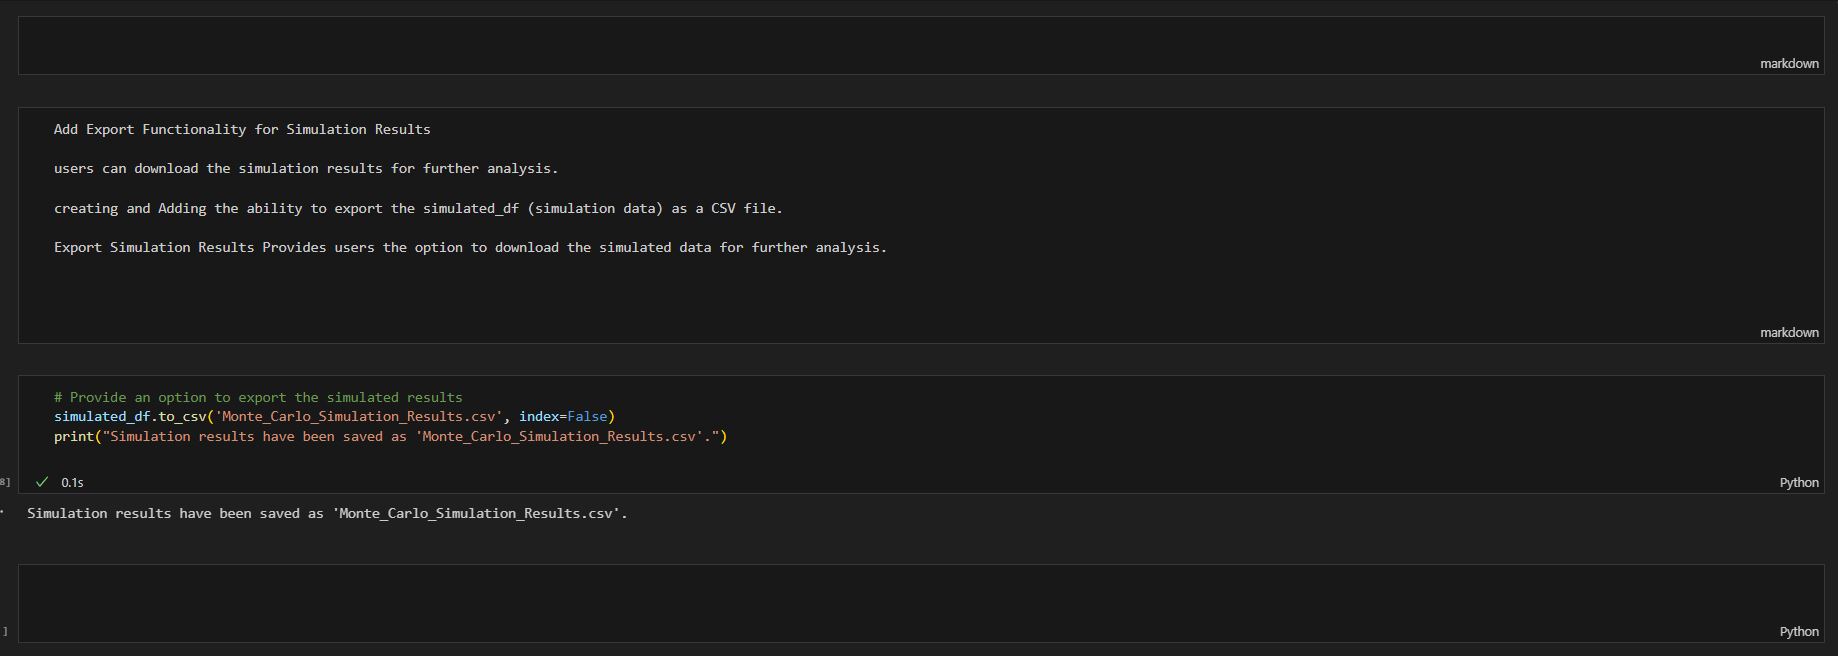 markdown
Add Export Functionality for Simulation Results
users can download the simulation results for further analysis.
creating and Adding the ability to export the simulated_df (simulation data) as a CSV file.
Export Simulation Results Provides users the option to download the simulated data for further analysis.
markdown
# Provide an option to export the simulated results
simulated_df.to_csv('Monte_Carlo_Simulation_Results.csv', index=False)
print("Simulation results have been saved as 'Monte_Carlo_Simulation_Results.csv'.")
8] ✓ 0.1s Python
Simulation results have been saved as 'Monte_Carlo_Simulation_Results.csv'.
] Python